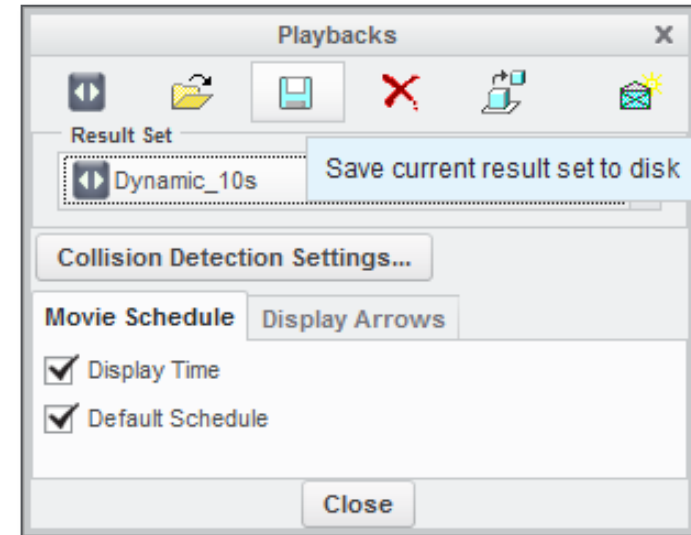 Playbacks
Result Set
Dynamic_10s
Save current result set to disk
Collision Detection Settings...
Movie Schedule Display Arrows
Display Time
Default Schedule
Close